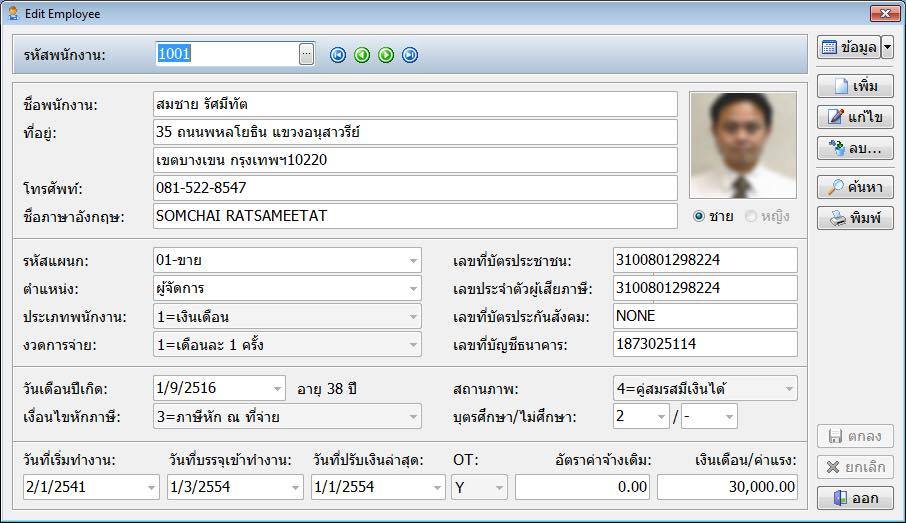 Edit Employee
รหัสพนักงาน: 1001 ...
ข้อมูล
ชื่อพนักงาน: สมชาย รัศมีทัต
เพิ่ม
ที่อยู่: 35 ถนนพหลโยธิน แขวงอนุสาวรีย์
แก้ไข
เขตบางเขน กรุงเทพฯ10220
ลบ...
โทรศัพท์: 081-522-8547
ค้นหา
ชื่อภาษาอังกฤษ: SOMCHAI RATSAMEETAT
ชาย หญิง
พิมพ์
รหัสแผนก: 01-ขาย เลขที่บัตรประชาชน: 3100801298224
ตำแหน่ง: ผู้จัดการ เลขประจำตัวผู้เสียภาษี: 3100801298224
ประเภทพนักงาน: 1=เงินเดือน เลขที่บัตรประกันสังคม: NONE
งวดการจ่าย: 1=เดือนละ 1 ครั้ง เลขที่บัญชีธนาคาร: 1873025114
วันเดือนปีเกิด: 1/9/2516 อายุ 38 ปี สถานภาพ: 4=คู่สมรสมีเงินได้
เงื่อนไขหักภาษี: 3=ภาษีหัก ณ ที่จ่าย บุตรศึกษา/ไม่ศึกษา: 2 / -
ตกลง
วันที่เริ่มทำงาน: วันที่บรรจุเข้าทำงาน: วันที่ปรับเงินล่าสุด: OT: อัตราค่าจ้างเดิม: เงินเดือน/ค่าแรง:
ยกเลิก
2/1/2541 1/3/2554 1/1/2554 Y 0.00 30,000.00
ออก